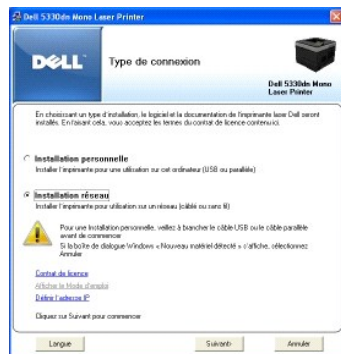 Dell 5330dn Mono Laser Printer
DELL
Type de connexion
Dell 5330dn Mono
Laser Printer
En choisissant un type d'installation, le logiciel et la documentation de l'imprimante laser Dell seront
installés. En faisant cela, vous acceptez les termes du contrat de licence contenu ici.
Installation personnelle
Installer l'imprimante pour une utilisation sur cet ordinateur (USB ou parallèle)
Installation réseau
Installer l'imprimante pour utilisation sur un réseau (câblé ou sans fil)
Pour une Installation personnelle, veillez à brancher le câble USB ou le câble parallèle
avant de commencer
Si la boîte de dialogue Windows « Nouveau matériel détecté » s'affiche, sélectionnez
Annuler
Contrat de licence
Afficher le Mode d'emploi
Définir l'adresse IP
Cliquez sur Suivant pour commencer
Langue
Suivant>
Annuler